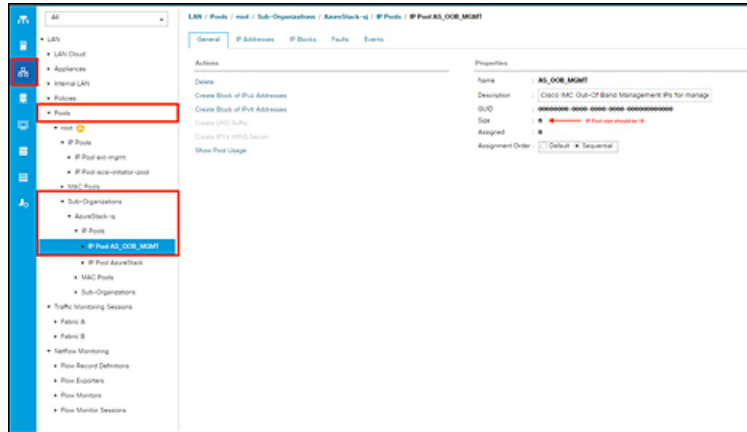 All
LAN / Pools / root / Sub-Organizations / AzureStack-sj / IP Pools / IP Pool AS_OOB_MGMT
General IP Addresses IP Blocks Faults Events
Actions
Delete
Create Block of IPv4 Addresses
Create Block of IPv6 Addresses
Create DNS Suffix
Create IPv4 WINS Server
Show Pool Usage
Properties
Name : AS_OOB_MGMT
Description : Cisco IMC Out-Of Band Management IPs for manage
GUID : 00000000-0000-0000-0000-000000000000
Size : 0 IP Pool size should be 16
Assigned : 0
Assignment Order : Default Sequential
LAN
LAN Cloud
Appliances
Internal LAN
Policies
Pools
root
IP Pools
IP Pool ext-mgmt
IP Pool iscsi-initiator-pool
MAC Pools
Sub-Organizations
AzureStack-sj
IP Pools
IP Pool AS_OOB_MGMT
IP Pool AzureStack
MAC Pools
Sub-Organizations
Traffic Monitoring Sessions
Fabric A
Fabric B
Netflow Monitoring
Flow Record Definitions
Flow Exporters
Flow Monitors
Flow Monitor Sessions